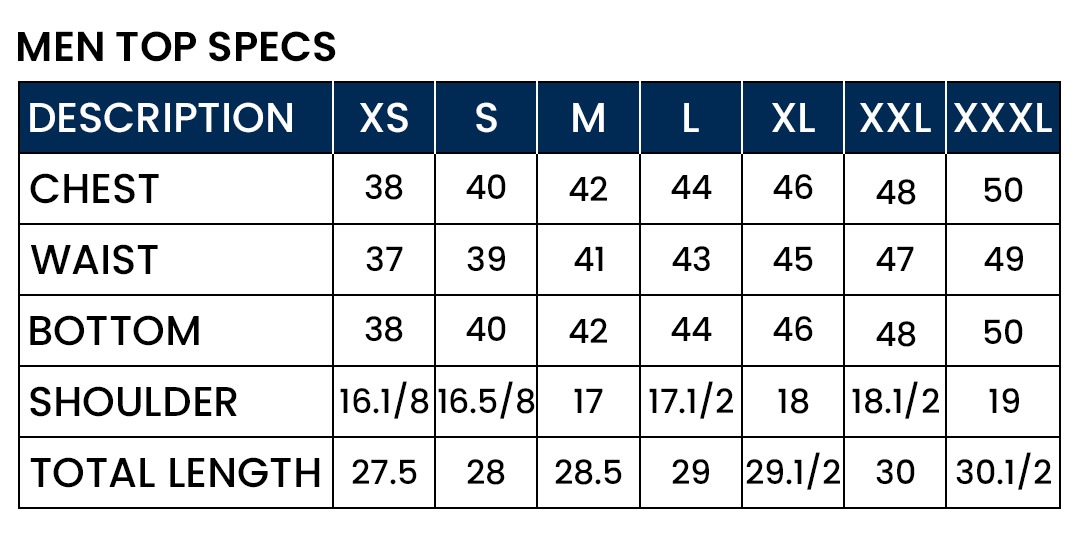 MEN TOP SPECS
DESCRIPTION XS S M L XL XXL XXXL
CHEST 38 40 42 44 46 48 50
WAIST 37 39 41 43 45 47 49
BOTTOM 38 40 42 44 46 48 50
SHOULDER 16.1/8 16.5/8 17 17.1/2 18 18.1/2 19
TOTAL LENGTH 27.5 28 28.5 29 29.1/2 30 30.1/2